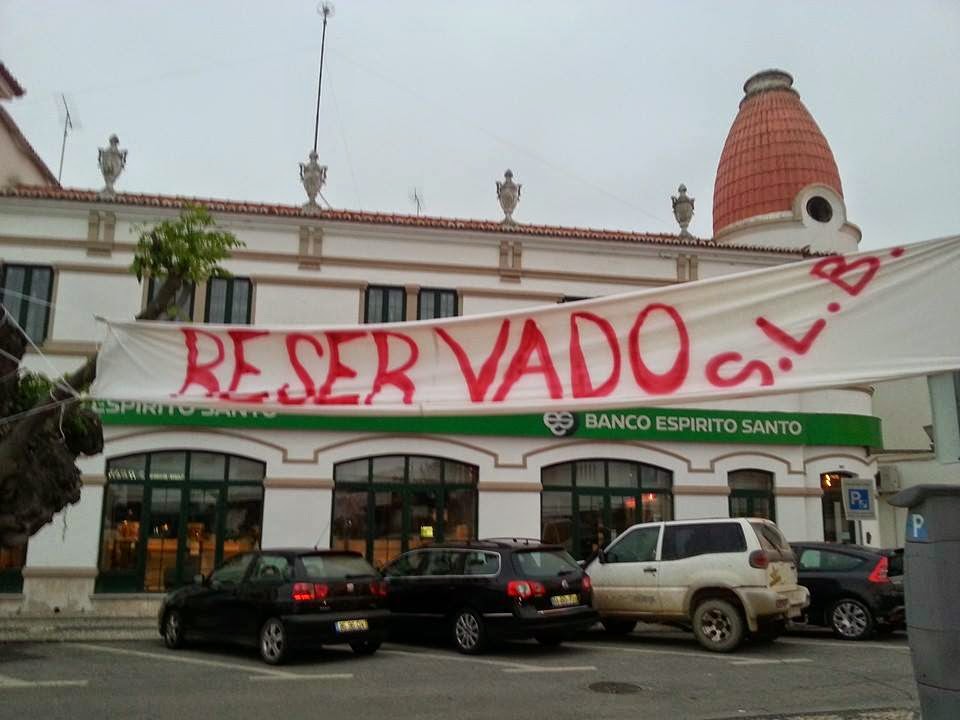 RESERVADO S.L.B.
ESPIRITO SANTO
BANCO ESPIRITO SANTO
P
P